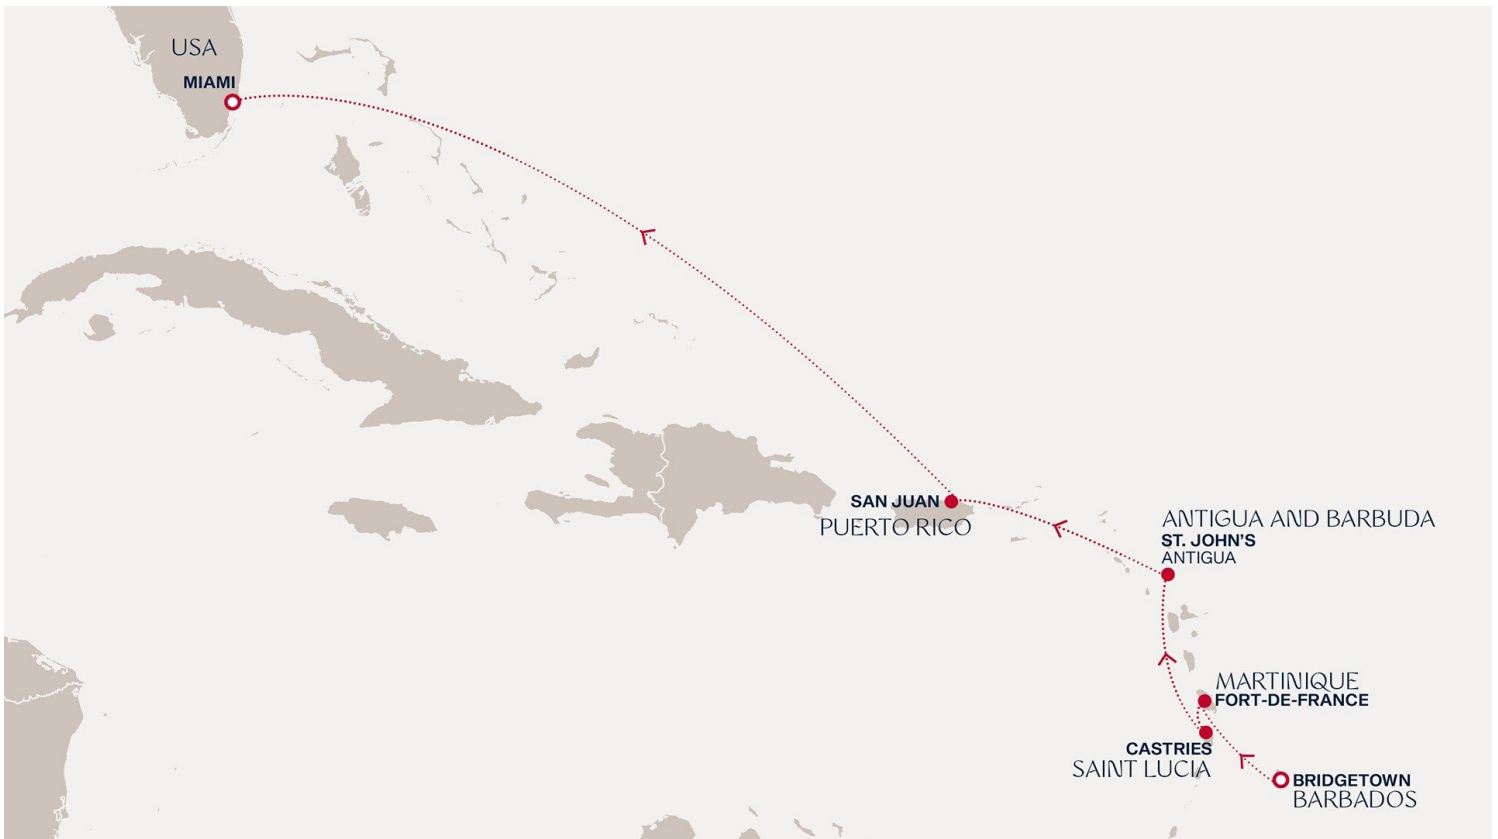 USA
MIAMI
SAN JUAN
PUERTO RICO
ANTIGUA AND BARBUDA
ST. JOHN'S
ANTIGUA
MARTINIQUE
FORT-DE-FRANCE
CASTRIES
SAINT LUCIA
BRIDGETOWN
BARBADOS